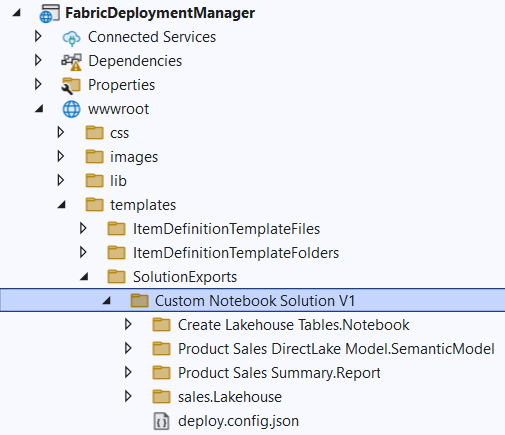 FabricDeploymentManager
Connected Services
Dependencies
Properties
wwwroot
css
images
lib
templates
ItemDefinitionTemplateFiles
ItemDefinitionTemplateFolders
SolutionExports
Custom Notebook Solution V1
Create Lakehouse Tables.Notebook
Product Sales DirectLake Model.SemanticModel
Product Sales Summary.Report
sales.Lakehouse
deploy.config.json